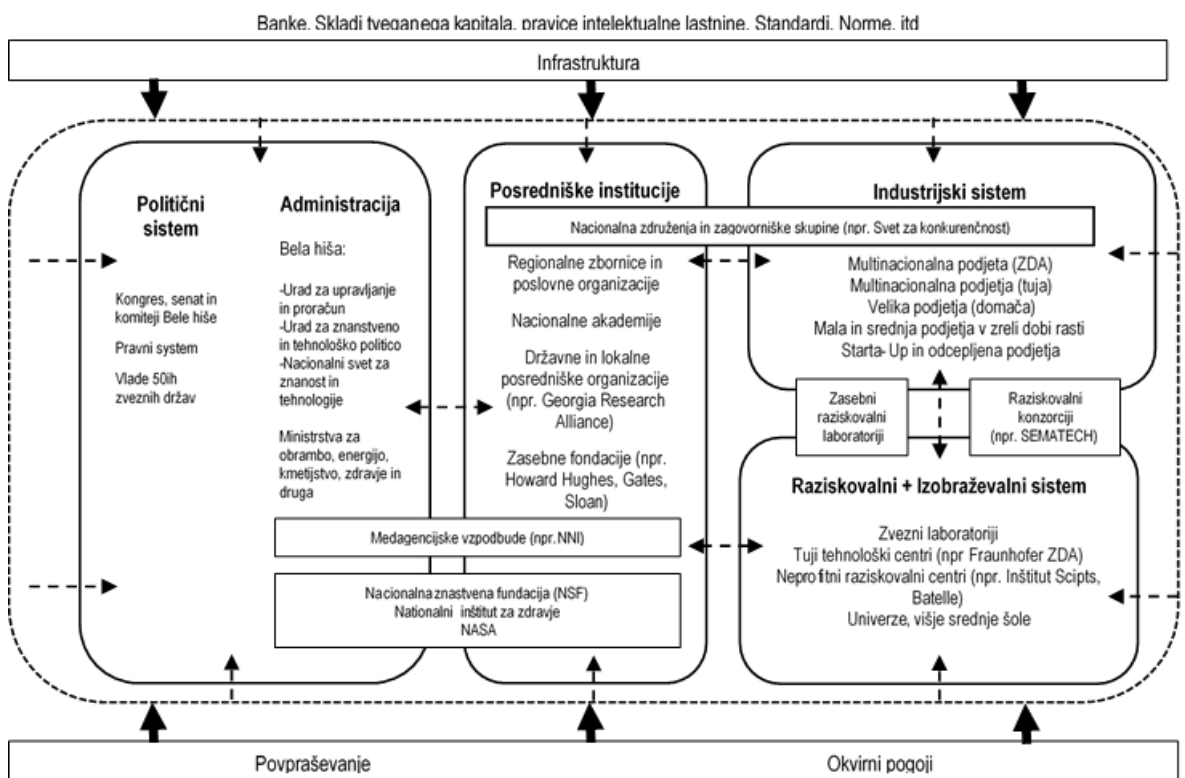 Banke. Skladi tveganega kapitala. pravice intelektualne lastnine. Standardi. Norme. itd
Infrastruktura
Politični
sistem
Kongres, senat in
komiteji Bele hiše
Pravni system
Vlade 50ih
zveznih držav
Administracija
Bela hiša:
-Urad za upravljanje
in proračun
-Urad za znanstveno
in tehnološko politico
-Nacionalni svet za
znanost in
tehnologije
Ministrstva za
obrambo, energijo,
kmetijstvo, zdravje in
druga
Posredniške institucije
Nacionalna združenja in zagovorniške skupine (npr. Svet za konkurenčnost)
Regionalne zbornice in
poslovne organizacije
Nacionalne akademije
Državne in lokalne
posredniške organizacije
(npr. Georgia Research
Alliance)
Zasebne fondacije (npr.
Howard Hughes, Gates,
Sloan)
Medagencijske vzpodbude (npr. NNI)
Nacionalna znastvena fundacija (NSF)
Nationalni inštitut za zdravje
NASA
Industrijski sistem
Multinacionalna podjeta (ZDA)
Multinacionalna podjetja (tuja)
Velika podjetja (domača)
Mala in srednja podjetja v zreli dobi rasti
Starta-Up in odcepljena podjetja
Zasebni
raziskovalni
laboratoriji
Raziskovalni
konzorciji
(npr. SEMATECH)
Raziskovalni + Izobraževalni sistem
Zvezni laboratoriji
Tuji tehnološki centri (npr Fraunhofer ZDA)
Neprofitni raziskovalni centri (npr. Inštitut Scipts,
Batelle)
Univerze, višje srednje šole
Povpraševanje
Okvirni pogoji